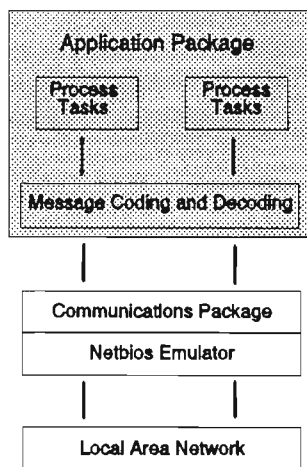 Application Package
Process Tasks
Process Tasks
Message Coding and Decoding
Communications Package
Netbios Emulator
Local Area Network